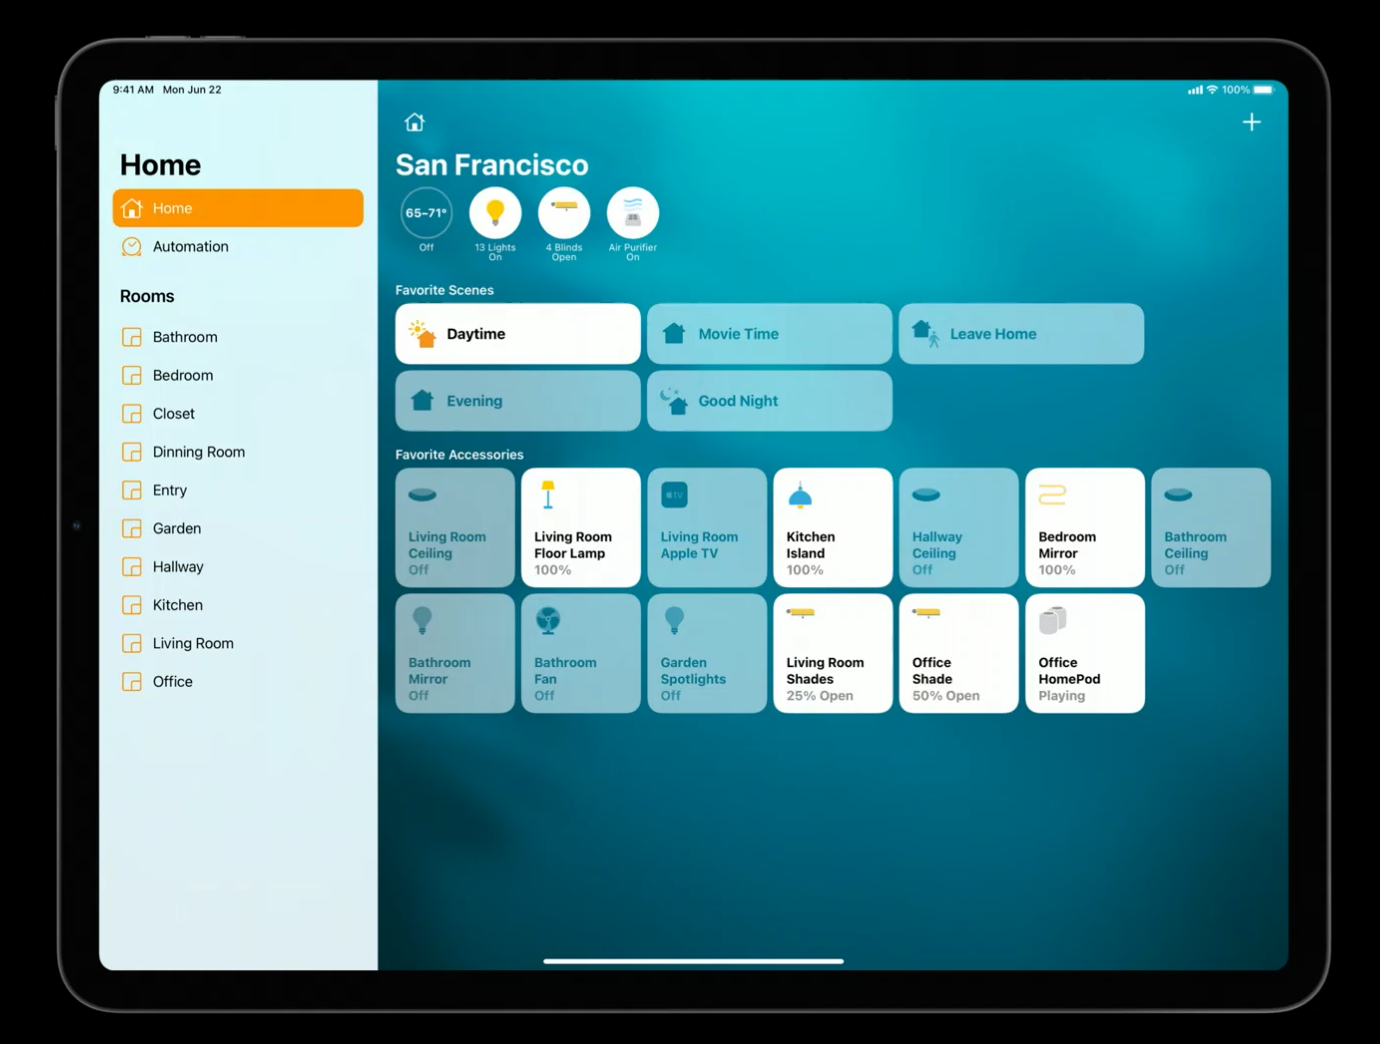 9:41 AM Mon Jun 22
100%
Home
Home
Automation
Rooms
Bathroom
Bedroom
Closet
Dinning Room
Entry
Garden
Hallway
Kitchen
Living Room
Office
San Francisco
65–71°
Off
13 Lights
On
4 Blinds
Open
Air Purifier
On
Favorite Scenes
Daytime
Movie Time
Leave Home
Evening
Good Night
Favorite Accessories
Living Room
Ceiling
Off
Living Room
Floor Lamp
100%
tv
Living Room
Apple TV
Kitchen
Island
100%
Hallway
Ceiling
Off
Bedroom
Mirror
100%
Bathroom
Ceiling
Off
Bathroom
Mirror
Off
Bathroom
Fan
Off
Garden
Spotlights
Off
Living Room
Shades
25% Open
Office
Shade
50% Open
Office
HomePod
Playing